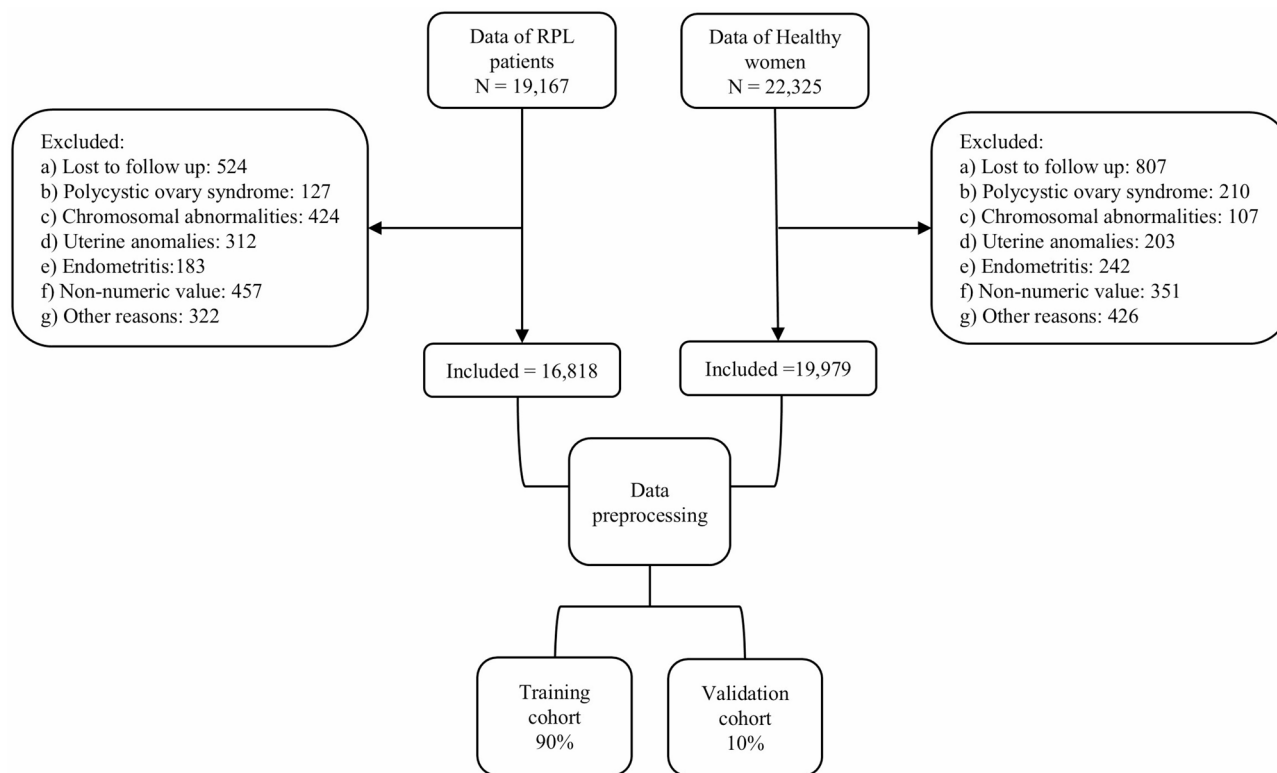 Data of RPL
patients
N = 19,167
Data of Healthy
women
N = 22,325
Excluded:
a) Lost to follow up: 524
b) Polycystic ovary syndrome: 127
c) Chromosomal abnormalities: 424
d) Uterine anomalies: 312
e) Endometritis:183
f) Non-numeric value: 457
g) Other reasons: 322
Excluded:
a) Lost to follow up: 807
b) Polycystic ovary syndrome: 210
c) Chromosomal abnormalities: 107
d) Uterine anomalies: 203
e) Endometritis: 242
f) Non-numeric value: 351
g) Other reasons: 426
Included = 16,818
Included =19,979
Data
preprocessing
Training
cohort
90%
Validation
cohort
10%